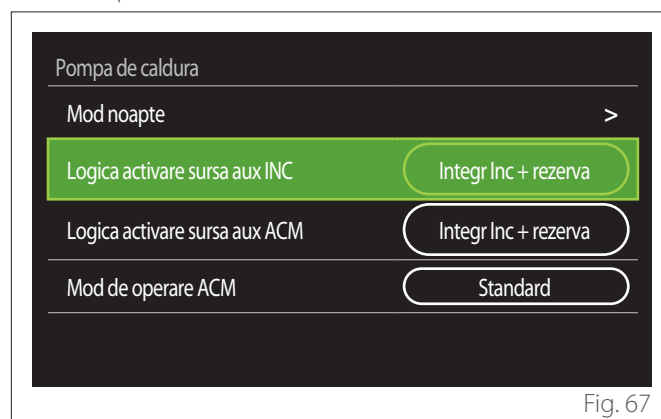 Pompa de caldura
Mod noapte >
Logica activare sursa aux INC Integr Inc + rezerva
Logica activare sursa aux ACM Integr Inc + rezerva
Mod de operare ACM Standard
Fig. 67